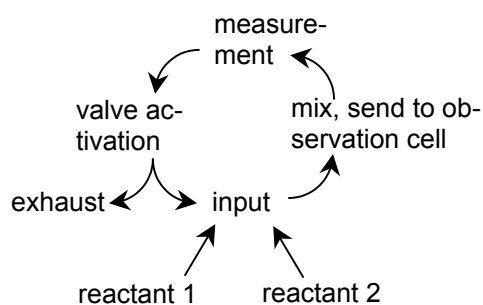 measure-
ment
valve ac-
tivation
mix, send to ob-
servation cell
exhaust
input
reactant 1
reactant 2